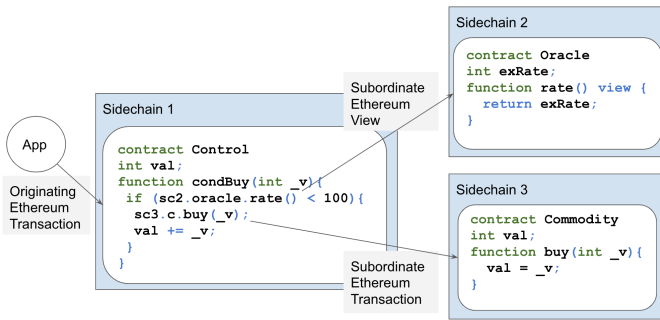 App
Originating
Ethereum
Transaction
Sidechain 1
contract Control
int val;
function condBuy(int _v){
if (sc2.oracle.rate() < 100){
sc3.c.buy(_v);
val += _v;
}
}
Subordinate
Ethereum
View
Sidechain 2
contract Oracle
int exRate;
function rate() view {
return exRate;
}
Subordinate
Ethereum
Transaction
Sidechain 3
contract Commodity
int val;
function buy(int _v){
val = _v;
}